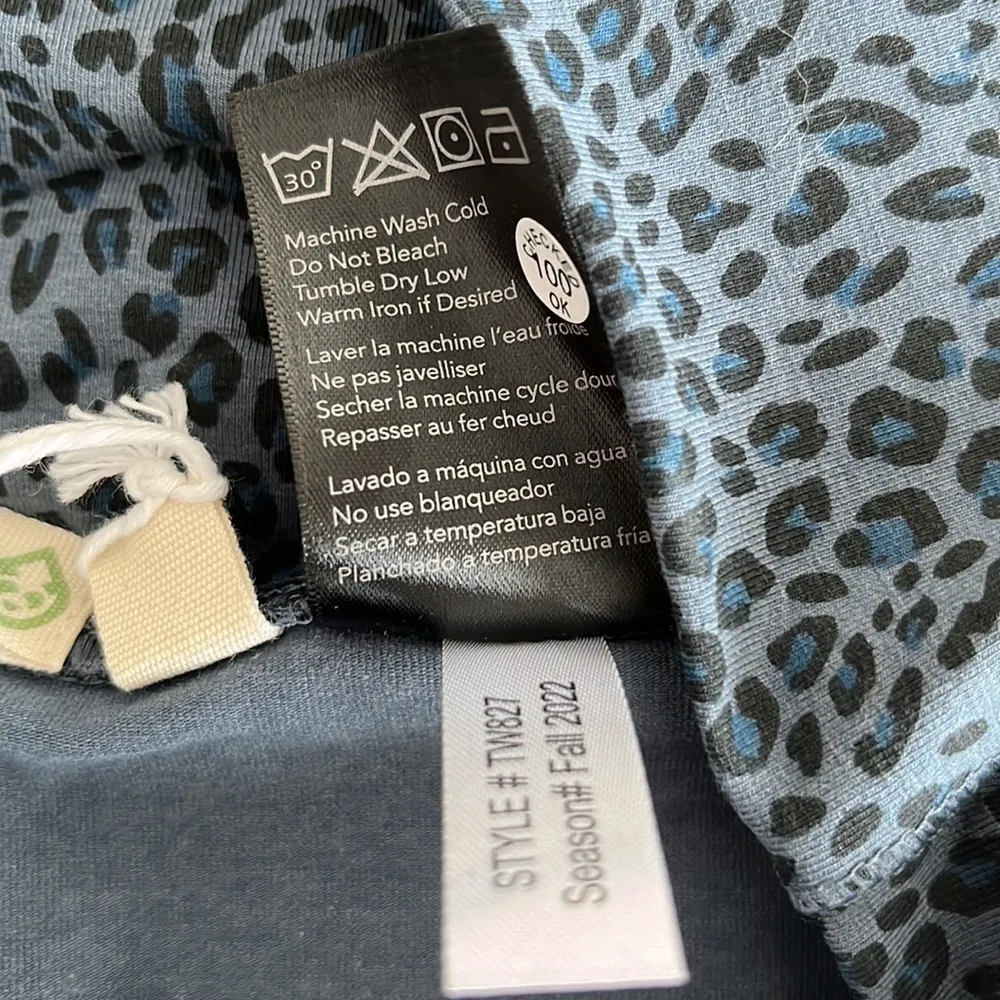 30°
Machine Wash Cold
Do Not Bleach
Tumble Dry Low
Warm Iron if Desired
CHECKED
100%
OK
Laver la machine l'eau froide
Ne pas javelliser
Secher la machine cycle dour
Repasser au fer cheud
Lavado a máquina con agua
No use blanqueador
Secar a temperatura baja
Planchado a temperatura fría
STYLE # TW827
Season# Fall 2022